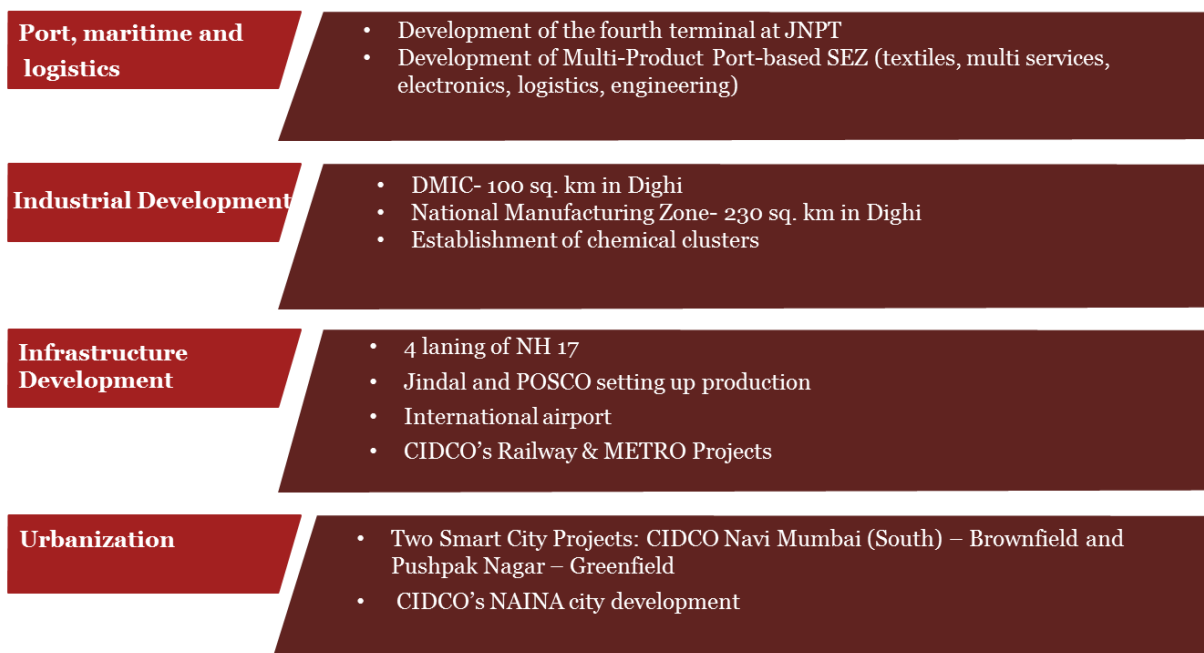 Port, maritime and
logistics
• Development of the fourth terminal at JNPT
• Development of Multi-Product Port-based SEZ (textiles, multi services,
electronics, logistics, engineering)
Industrial Development
• DMIC- 100 sq. km in Dighi
• National Manufacturing Zone- 230 sq. km in Dighi
• Establishment of chemical clusters
Infrastructure
Development
• 4 laning of NH 17
• Jindal and POSCO setting up production
• International airport
• CIDCO’s Railway & METRO Projects
Urbanization
• Two Smart City Projects: CIDCO Navi Mumbai (South) – Brownfield and
Pushpak Nagar – Greenfield
• CIDCO’s NAINA city development